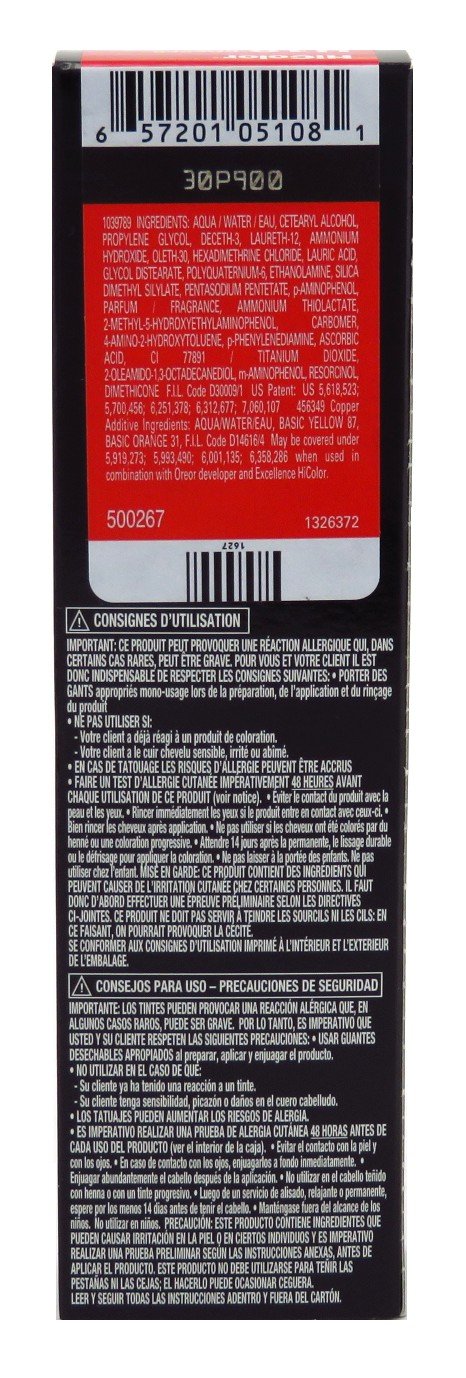 HiColor
6 57201 05108 1
30P900
1039789 INGREDIENTS: AQUA / WATER / EAU, CETEARYL ALCOHOL,
PROPYLENE GLYCOL, DECETH-3, LAURETH-12, AMMONIUM
HYDROXIDE, OLETH-30, HEXADIMETHRINE CHLORIDE, LAURIC ACID,
GLYCOL DISTEARATE, POLYQUATERNIUM-6, ETHANOLAMINE, SILICA
DIMETHYL SILYLATE, PENTASODIUM PENTETATE, p-AMINOPHENOL,
PARFUM / FRAGRANCE, AMMONIUM THIOLACTATE,
2-METHYL-5-HYDROXYETHYLAMINOPHENOL, CARBOMER,
4-AMINO-2-HYDROXYTOLUENE, p-PHENYLENEDIAMINE, ASCORBIC
ACID, CI 77891 / TITANIUM DIOXIDE,
2-OLEAMIDO-1,3-OCTADECANEDIOL, m-AMINOPHENOL, RESORCINOL,
DIMETHICONE F.I.L. Code D30009/1 US Patent: US 5,618,523;
5,700,456; 6,251,378; 6,312,677; 7,060,107 456349 Copper
Additive Ingredients: AQUA/WATER/EAU, BASIC YELLOW 87,
BASIC ORANGE 31, F.I.L. Code D14616/4 May be covered under
5,919,273; 5,993,490; 6,001,135; 6,358,286 when used in
combination with Oreor developer and Excellence HiColor.
500267 1326372
1627
CONSIGNES D'UTILISATION
IMPORTANT: CE PRODUIT PEUT PROVOQUER UNE RÉACTION ALLERGIQUE QUI, DANS
CERTAINS CAS RARES, PEUT ÊTRE GRAVE. POUR VOUS ET VOTRE CLIENT IL EST
DONC INDISPENSABLE DE RESPECTER LES CONSIGNES SUIVANTES: • PORTER DES
GANTS appropriés mono-usage lors de la préparation, de l'application et du rinçage
du produit
• NE PAS UTILISER SI:
- Votre client a déjà réagi à un produit de coloration.
- Votre client a le cuir chevelu sensible, irrité ou abîmé.
• EN CAS DE TATOUAGE LES RISQUES D'ALLERGIE PEUVENT ÊTRE ACCRUS
• FAIRE UN TEST D'ALLERGIE CUTANÉE IMPÉRATIVEMENT 48 HEURES AVANT
CHAQUE UTILISATION DE CE PRODUIT (voir notice). • Éviter le contact du produit avec la
peau et les yeux. • Rincer immédiatement les yeux si le produit entre en contact avec ceux-ci. •
Bien rincer les cheveux après application. • Ne pas utiliser si les cheveux ont été colorés par du
henné ou une coloration progressive. • Attendre 14 jours après la permanente, le lissage durable
ou le défrisage pour appliquer la coloration. • Ne pas laisser à la portée des enfants. Ne pas
utiliser chez l'enfant. MISE EN GARDE: CE PRODUIT CONTIENT DES INGRÉDIENTS QUI
PEUVENT CAUSER DE L'IRRITATION CUTANÉE CHEZ CERTAINES PERSONNES. IL FAUT
DONC D'ABORD EFFECTUER UNE ÉPREUVE PRÉLIMINAIRE SELON LES DIRECTIVES
CI-JOINTES. CE PRODUIT NE DOIT PAS SERVIR À TEINDRE LES SOURCILS NI LES CILS: EN
CE FAISANT, ON POURRAIT PROVOQUER LA CÉCITÉ.
SE CONFORMER AUX CONSIGNES D'UTILISATION IMPRIMÉ À L'INTÉRIEUR ET L'EXTERIEUR
DE L'EMBALAGE.
CONSEJOS PARA USO – PRECAUCIONES DE SEGURIDAD
IMPORTANTE: LOS TINTES PUEDEN PROVOCAR UNA REACCIÓN ALÉRGICA QUE, EN
ALGUNOS CASOS RAROS, PUEDE SER GRAVE. POR LO TANTO, ES IMPERATIVO QUE
USTED Y SU CLIENTE RESPETEN LAS SIGUIENTES PRECAUCIONES: • USAR GUANTES
DESECHABLES APROPIADOS al preparar, aplicar y enjuagar el producto.
• NO UTILIZAR EN EL CASO DE QUE:
- Su cliente ya ha tenido una reacción a un tinte.
- Su cliente tenga sensibilidad, picazón o daños en el cuero cabelludo.
• LOS TATUAJES PUEDEN AUMENTAR LOS RIESGOS DE ALERGIA.
• ES IMPERATIVO REALIZAR UNA PRUEBA DE ALERGIA CUTÁNEA 48 HORAS ANTES DE
CADA USO DEL PRODUCTO (ver el interior de la caja). • Evitar el contacto con la piel y
con los ojos. • En caso de contacto con los ojos, enjuagarlos a fondo inmediatamente. •
Enjuagar abundantemente el cabello después de la aplicación. • No utilizar en el cabello teñido
con henna o con un tinte progresivo. • Luego de un servicio de alisado, relajante o permanente,
espere por los menos 14 días antes de tenir el cabello. • Manténgase fuera del alcance de los
niños. No utilizar en niños. PRECAUCIÓN: ESTE PRODUCTO CONTIENE INGREDIENTES QUE
PUEDEN CAUSAR IRRITACIÓN EN LA PIEL O EN CIERTOS INDIVIDUOS Y ES IMPERATIVO
REALIZAR UNA PRUEBA PRELIMINAR SEGÚN LAS INSTRUCCIONES ANEXAS, ANTES DE
APLICAR EL PRODUCTO. ESTE PRODUCTO NO DEBE UTILIZARSE PARA TEÑIR LAS
PESTAÑAS NI LAS CEJAS; EL HACERLO PUEDE OCASIONAR CEGUERA.
LEER Y SEGUIR TODAS LAS INSTRUCCIONES ADENTRO Y FUERA DEL CARTÓN.